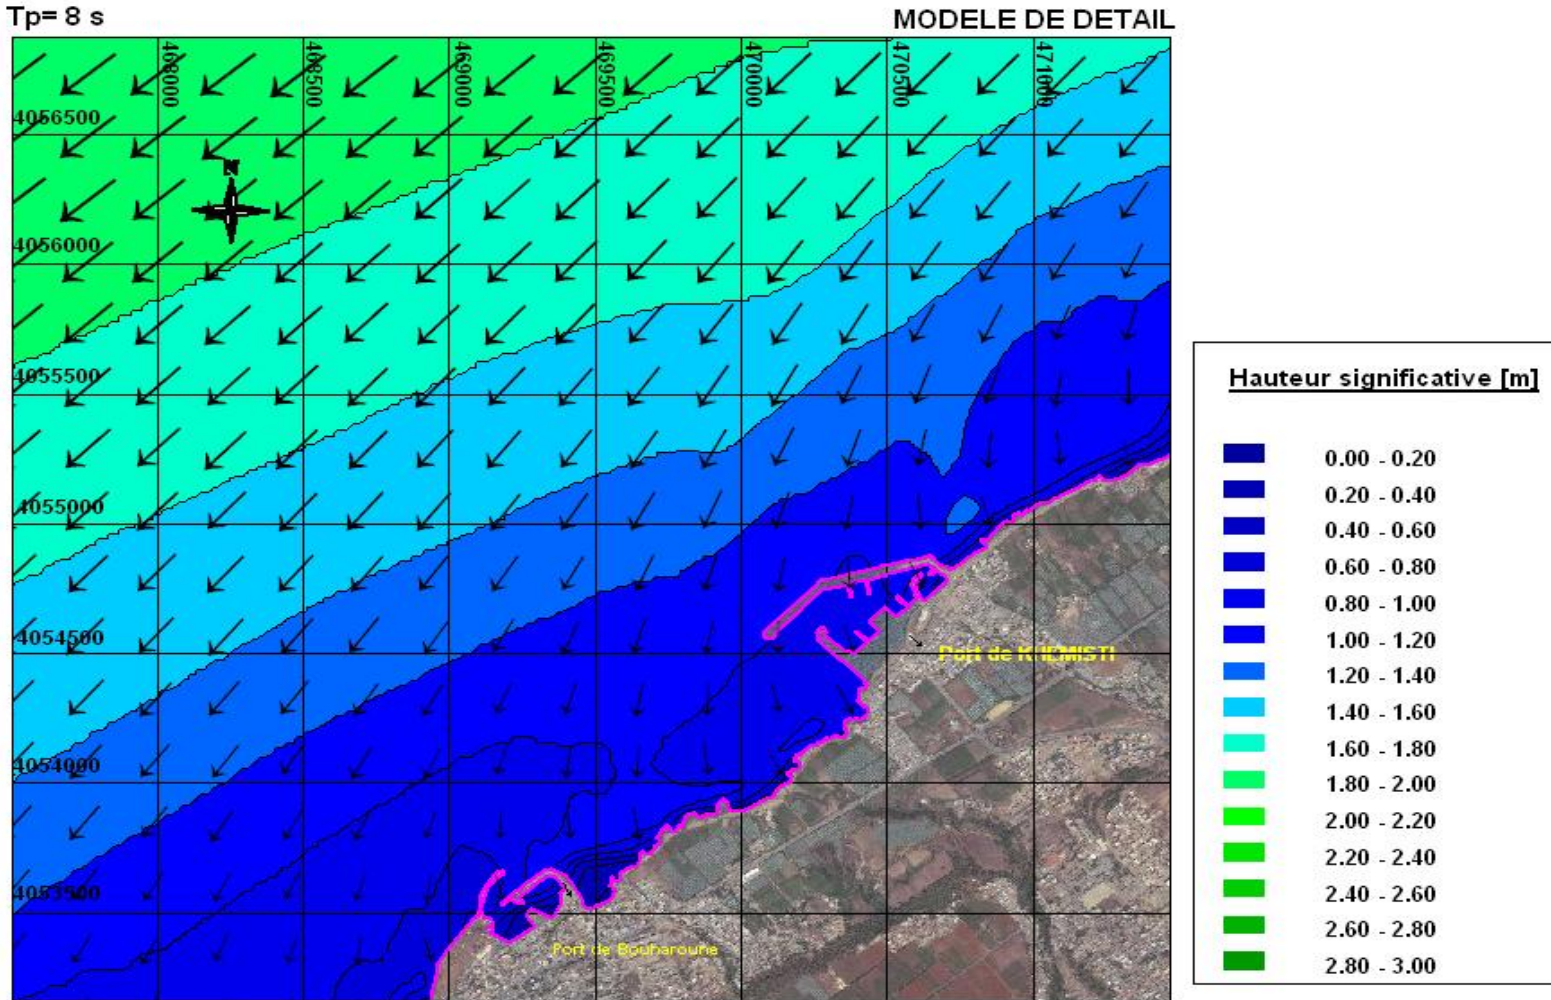 Tp= 8 s
MODELE DE DETAIL
468000
468500
469000
469500
470000
470500
471000
4056500
N
4056000
4055500
4055000
4054500
4054000
4053500
Port de KHEMISTI
Port de Bouharoune
Hauteur significative [m]
0.00 - 0.20
0.20 - 0.40
0.40 - 0.60
0.60 - 0.80
0.80 - 1.00
1.00 - 1.20
1.20 - 1.40
1.40 - 1.60
1.60 - 1.80
1.80 - 2.00
2.00 - 2.20
2.20 - 2.40
2.40 - 2.60
2.60 - 2.80
2.80 - 3.00